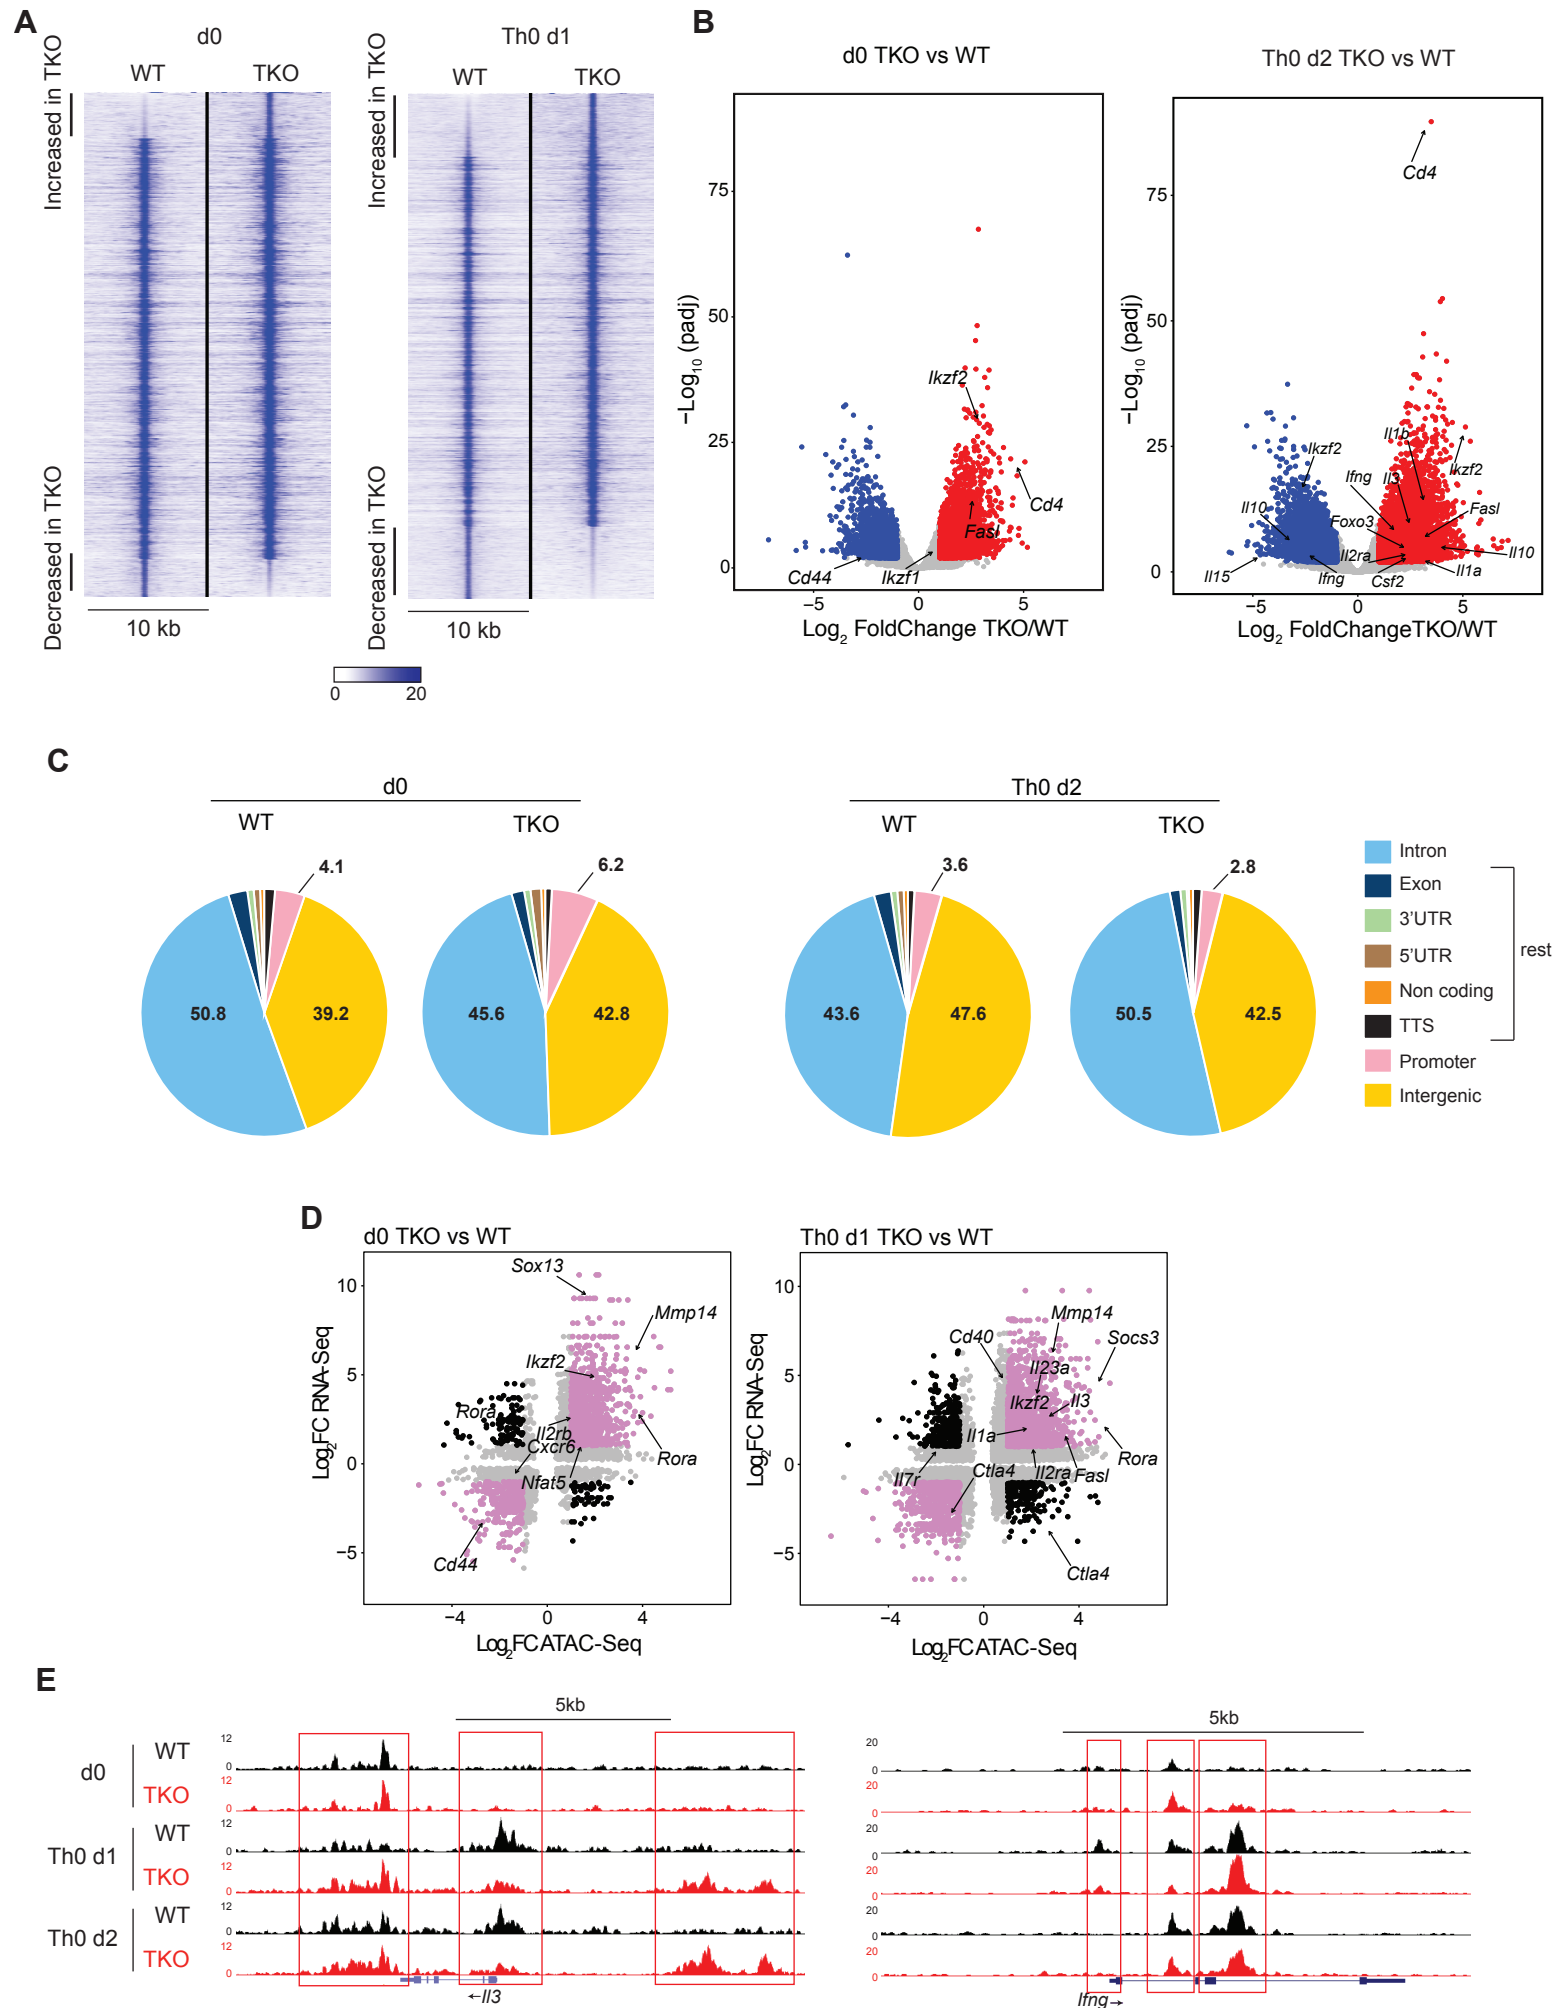 A
d0
WT
TKO
Increased in TKO
Decreased in TKO
10 kb
Th0 d1
WT
TKO
Increased in TKO
Decreased in TKO
10 kb
0
20
B
d0 TKO vs WT
−Log10 (padj)
75
50
25
0
Ikzf2
Cd4
Fasl
Cd44
Ikzf1
−5
0
5
Log2 FoldChange TKO/WT
Th0 d2 TKO vs WT
−Log10 (padj)
75
50
25
0
Cd4
Il1b
Ikzf2
Ikzf2
Ifng
Il3
Il10
Foxo3
Fasl
Il2ra
Il10
Il15
Ifng
Csf2
Il1a
−5
0
5
Log2 FoldChangeTKO/WT
C
d0
WT
TKO
4.1
50.8
39.2
6.2
45.6
42.8
Th0 d2
WT
TKO
3.6
43.6
47.6
2.8
50.5
42.5
Intron
Exon
3'UTR
5'UTR
Non coding
TTS
Promoter
Intergenic
rest
D
d0 TKO vs WT
Log2FC RNA-Seq
10
5
0
−5
Sox13
Mmp14
Ikzf2
Rora
Il2rb
Cxcr6
Nfat5
Rora
Cd44
−4
0
4
Log2FCATAC-Seq
Th0 d1 TKO vs WT
Log2FC RNA-Seq
10
5
0
−5
Mmp14
Cd40
Socs3
Il23a
Ikzf2
Il3
Il1a
Il7r
Ctla4
Il2ra
Fasl
Rora
Ctla4
−4
0
4
Log2FCATAC-Seq
E
5kb
5kb
d0
WT
12
0
20
0
TKO
12
0
20
0
Th0 d1
WT
12
0
20
0
TKO
12
0
20
0
Th0 d2
WT
12
0
20
0
TKO
12
0
20
0
←Il3
Ifng→